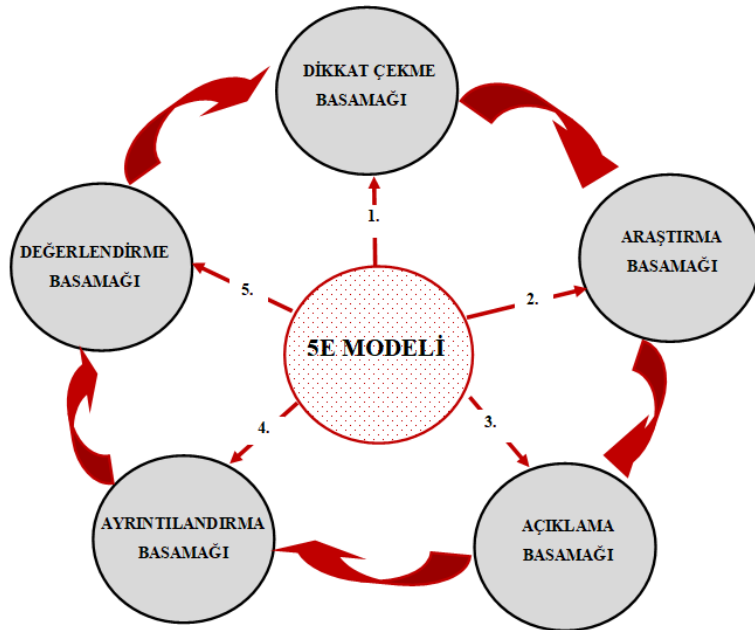 DİKKAT ÇEKME
BASAMAĞI
1.
ARAŞTIRMA
BASAMAĞI
2.
DEĞERLENDİRME
BASAMAĞI
5.
5E MODELİ
3.
4.
AYRINTILANDIRMA
BASAMAĞI
AÇIKLAMA
BASAMAĞI